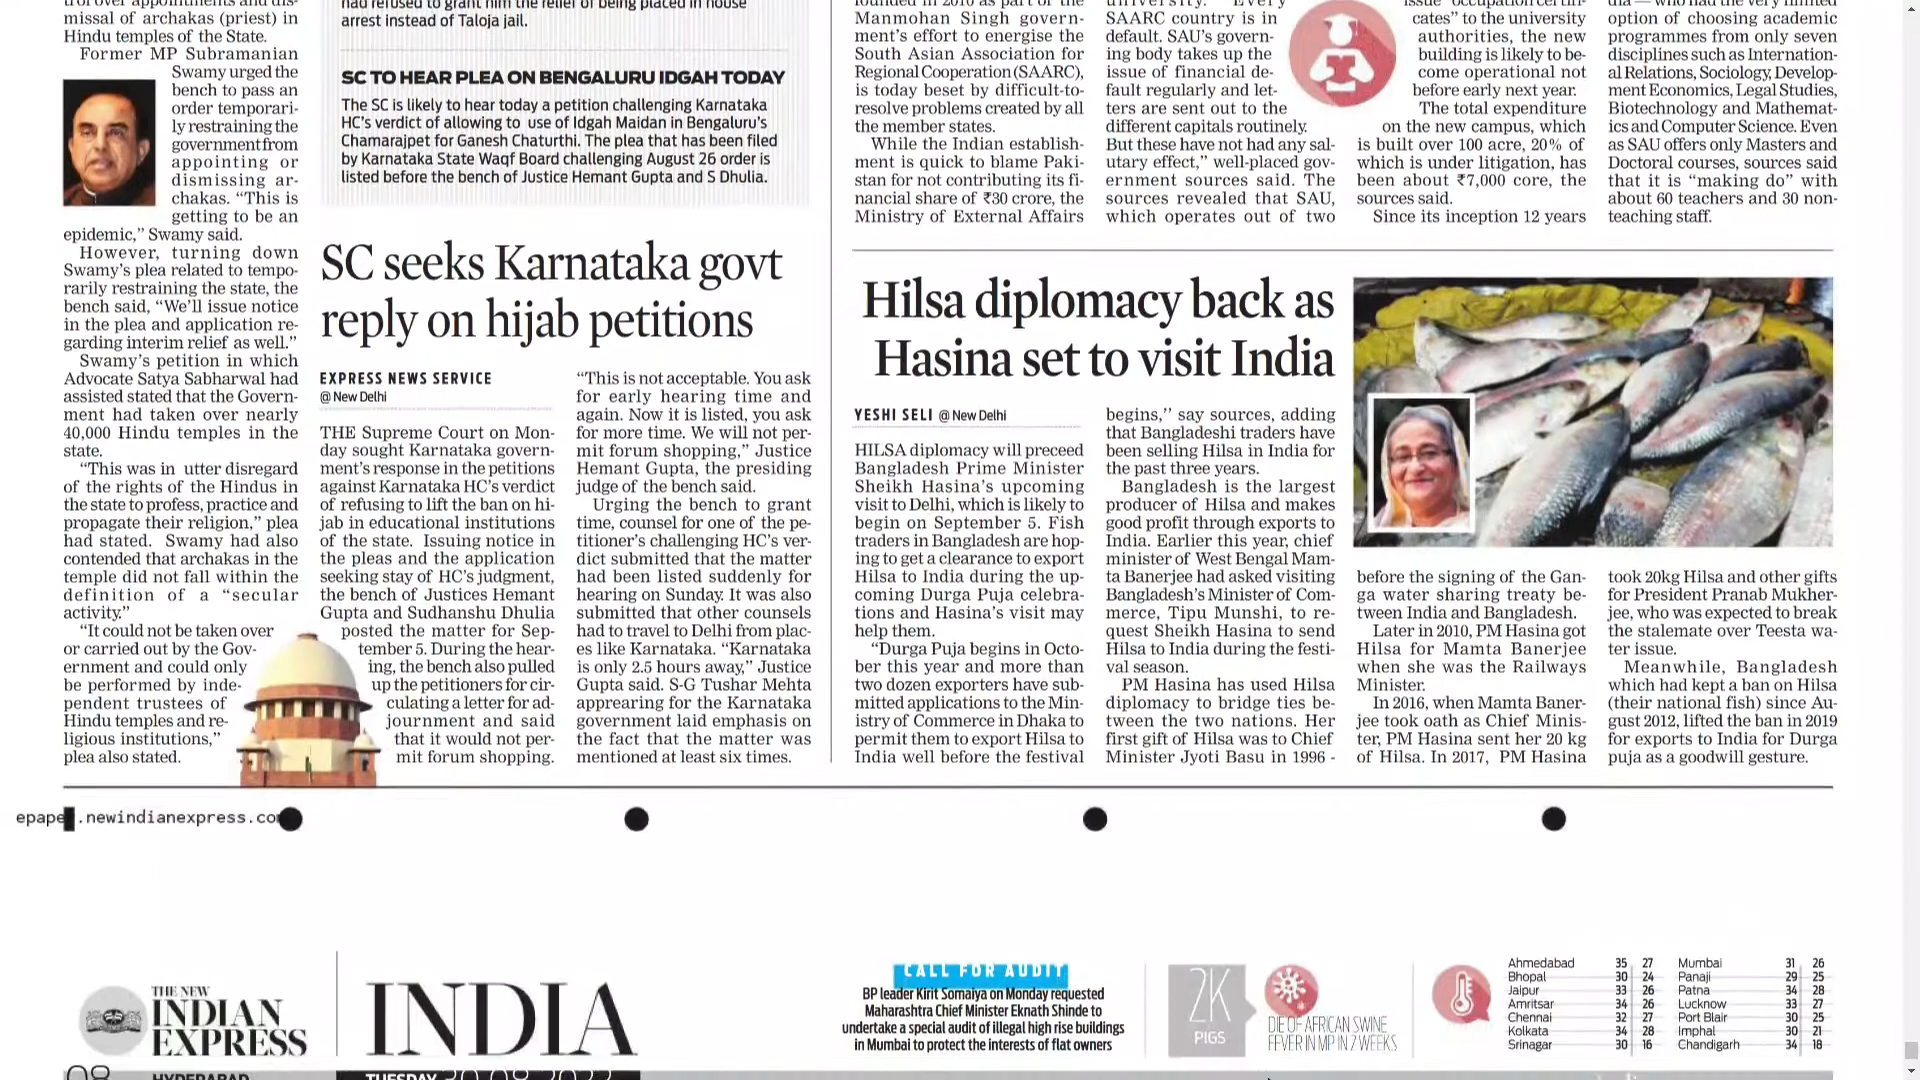 missal of archakas (priest) in
Hindu temples of the State.
Former MP Subramanian
Swamy urged the
bench to pass an
order temporari-
ly restraining the
government from
appointing or
dismissing ar-
chakas. “This is
getting to be an
epidemic,” Swamy said.
However, turning down
Swamy’s plea related to tempo-
rarily restraining the state, the
bench said, “We’ll issue notice
in the plea and application re-
garding interim relief as well.”
Swamy’s petition in which
Advocate Satya Sabharwal had
assisted stated that the Govern-
ment had taken over nearly
40,000 Hindu temples in the
state.
“This was in utter disregard
of the rights of the Hindus in
the state to profess, practice and
propagate their religion,” plea
had stated. Swamy had also
contended that archakas in the
temple did not fall within the
definition of a “secular
activity.”
“It could not be taken over
or carried out by the Gov-
ernment and could only
be performed by inde-
pendent trustees of
Hindu temples and re-
ligious institutions,”
plea also stated.
had refused to grant him the relief of being placed in house
arrest instead of Taloja jail.
SC TO HEAR PLEA ON BENGALURU IDGAH TODAY
The SC is likely to hear today a petition challenging Karnataka
HC’s verdict of allowing to use of Idgah Maidan in Bengaluru’s
Chamarajpet for Ganesh Chaturthi. The plea that has been filed
by Karnataka State Waqf Board challenging August 26 order is
listed before the bench of Justice Hemant Gupta and S Dhulia.
SC seeks Karnataka govt
reply on hijab petitions
EXPRESS NEWS SERVICE
@ New Delhi
THE Supreme Court on Mon-
day sought Karnataka govern-
ment’s response in the petitions
against Karnataka HC’s verdict
of refusing to lift the ban on hi-
jab in educational institutions
of the state. Issuing notice in
the pleas and the application
seeking stay of HC’s judgment,
the bench of Justices Hemant
Gupta and Sudhanshu Dhulia
posted the matter for Sep-
tember 5. During the hear-
ing, the bench also pulled
up the petitioners for cir-
culating a letter for ad-
journment and said
that it would not per-
mit forum shopping.
“This is not acceptable. You ask
for early hearing time and
again. Now it is listed, you ask
for more time. We will not per-
mit forum shopping,” Justice
Hemant Gupta, the presiding
judge of the bench said.
Urging the bench to grant
time, counsel for one of the pe-
titioner’s challenging HC’s ver-
dict submitted that the matter
had been listed suddenly for
hearing on Sunday. It was also
submitted that other counsels
had to travel to Delhi from plac-
es like Karnataka. “Karnataka
is only 2.5 hours away,” Justice
Gupta said. S-G Tushar Mehta
appearing for the Karnataka
government laid emphasis on
the fact that the matter was
mentioned at least six times.
founded in 2010 as part of the
Manmohan Singh govern-
ment’s effort to energise the
South Asian Association for
Regional Cooperation (SAARC),
is today beset by difficult-to-
resolve problems created by all
the member states.
While the Indian establish-
ment is quick to blame Paki-
stan for not contributing its fi-
nancial share of ₹30 crore, the
Ministry of External Affairs
university. “Every
SAARC country is in
default. SAU’s govern-
ing body takes up the
issue of financial de-
fault regularly and let-
ters are sent out to the
different capitals routinely.
But these have not had any sal-
utary effect,” well-placed gov-
ernment sources said. The
sources revealed that SAU,
which operates out of two
issue “occupation certifi-
cates” to the university
authorities, the new
building is likely to be-
come operational not
before early next year.
The total expenditure
on the new campus, which
is built over 100 acre, 20% of
which is under litigation, has
been about ₹7,000 core, the
sources said.
Since its inception 12 years
dia — who had the very limited
option of choosing academic
programmes from only seven
disciplines such as Internation-
al Relations, Sociology, Develop-
ment Economics, Legal Studies,
Biotechnology and Mathemat-
ics and Computer Science. Even
as SAU offers only Masters and
Doctoral courses, sources said
that it is “making do” with
about 60 teachers and 30 non-
teaching staff.
Hilsa diplomacy back as
Hasina set to visit India
YESHI SELI @ New Delhi
HILSA diplomacy will preceed
Bangladesh Prime Minister
Sheikh Hasina’s upcoming
visit to Delhi, which is likely to
begin on September 5. Fish
traders in Bangladesh are hop-
ing to get a clearance to export
Hilsa to India during the up-
coming Durga Puja celebra-
tions and Hasina’s visit may
help them.
“Durga Puja begins in Octo-
ber this year and more than
two dozen exporters have sub-
mitted applications to the Min-
istry of Commerce in Dhaka to
permit them to export Hilsa to
India well before the festival
begins,’’ say sources, adding
that Bangladeshi traders have
been selling Hilsa in India for
the past three years.
Bangladesh is the largest
producer of Hilsa and makes
good profit through exports to
India. Earlier this year, chief
minister of West Bengal Mam-
ta Banerjee had asked visiting
Bangladesh’s Minister of Com-
merce, Tipu Munshi, to re-
quest Sheikh Hasina to send
Hilsa to India during the festi-
val season.
PM Hasina has used Hilsa
diplomacy to bridge ties be-
tween the two nations. Her
first gift of Hilsa was to Chief
Minister Jyoti Basu in 1996 -
before the signing of the Gan-
ga water sharing treaty be-
tween India and Bangladesh.
Later in 2010, PM Hasina got
Hilsa for Mamta Banerjee
when she was the Railways
Minister.
In 2016, when Mamta Baner-
jee took oath as Chief Minis-
ter, PM Hasina sent her 20 kg
of Hilsa. In 2017, PM Hasina
took 20kg Hilsa and other gifts
for President Pranab Mukher-
jee, who was expected to break
the stalemate over Teesta wa-
ter issue.
Meanwhile, Bangladesh
which had kept a ban on Hilsa
(their national fish) since Au-
gust 2012, lifted the ban in 2019
for exports to India for Durga
puja as a goodwill gesture.
epape .newindianexpress.co
THE NEW
INDIAN
EXPRESS
INDIA
CALL FOR AUDIT
BP leader Kirit Somaiya on Monday requested
Maharashtra Chief Minister Eknath Shinde to
undertake a special audit of illegal high rise buildings
in Mumbai to protect the interests of flat owners
2K
PIGS
DIE OF AFRICAN SWINE
FEVER IN MP IN 2 WEEKS
Ahmedabad 35 27 Mumbai 31 26
Bhopal 30 24 Panaji 29 25
Jaipur 33 26 Patna 34 28
Amritsar 34 26 Lucknow 33 27
Chennai 32 27 Port Blair 30 25
Kolkata 34 28 Imphal 30 21
Srinagar 30 16 Chandigarh 34 18
08 HYDERABAD TUESDAY 30.08.2022